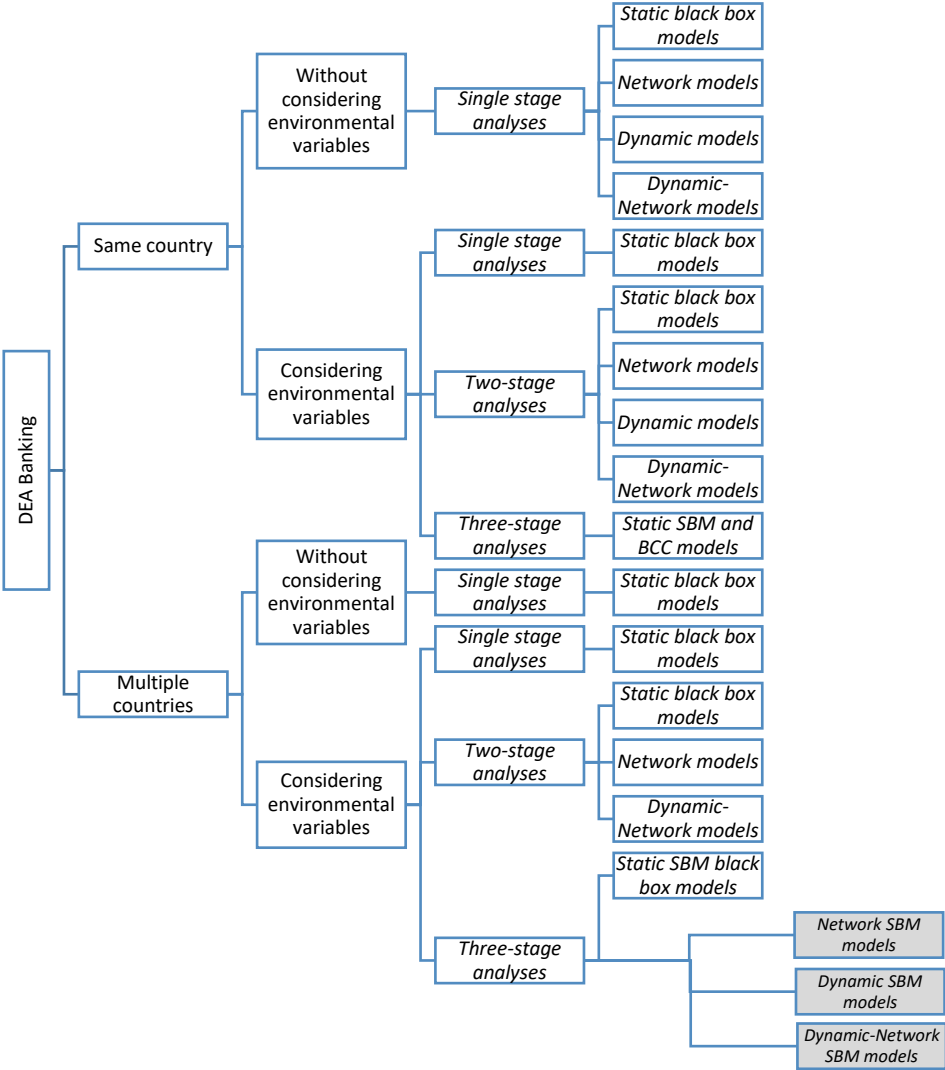 DEA Banking
Same country
Without
considering
environmental
variables
Single stage
analyses
Static black box
models
Network models
Dynamic models
Dynamic-
Network models
Considering
environmental
variables
Single stage
analyses
Static black box
models
Two-stage
analyses
Static black box
models
Network models
Dynamic models
Dynamic-
Network models
Three-stage
analyses
Static SBM and
BCC models
Multiple
countries
Without
considering
environmental
variables
Single stage
analyses
Static black box
models
Considering
environmental
variables
Single stage
analyses
Static black box
models
Two-stage
analyses
Static black box
models
Network models
Dynamic-
Network models
Three-stage
analyses
Static SBM black
box models
Network SBM
models
Dynamic SBM
models
Dynamic-Network
SBM models